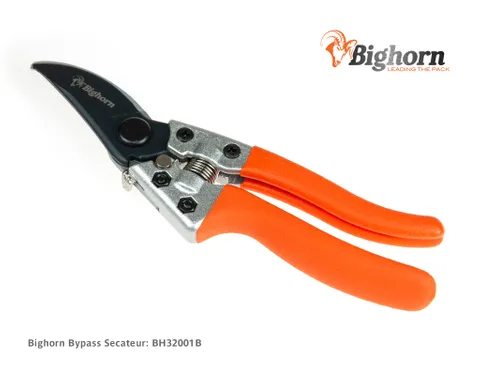 Bighorn
LEADING THE PACK
Bighorn
Bighorn Bypass Secateur: BH32001B